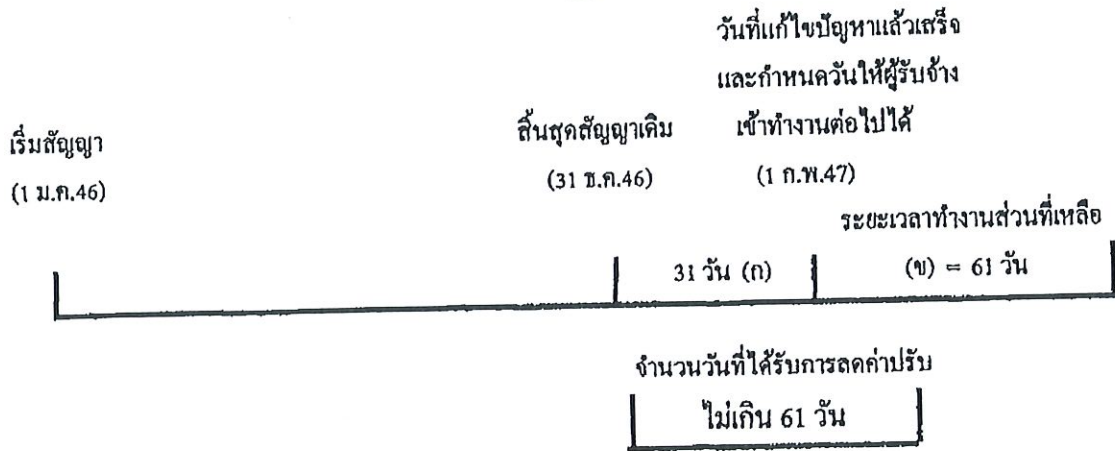 วันที่แก้ไขปัญหาแล้วเสร็จ
และกำหนดวันให้ผู้รับจ้าง
เข้าทำงานต่อไปได้
(1 ก.พ.47)
สิ้นสุดสัญญาเดิม
(31 ธ.ค.46)
เริ่มสัญญา
(1 ม.ค.46)
ระยะเวลาทำงานส่วนที่เหลือ
31 วัน (ก)
(ข) = 61 วัน
จำนวนวันที่ได้รับการลดค่าปรับ
ไม่เกิน 61 วัน